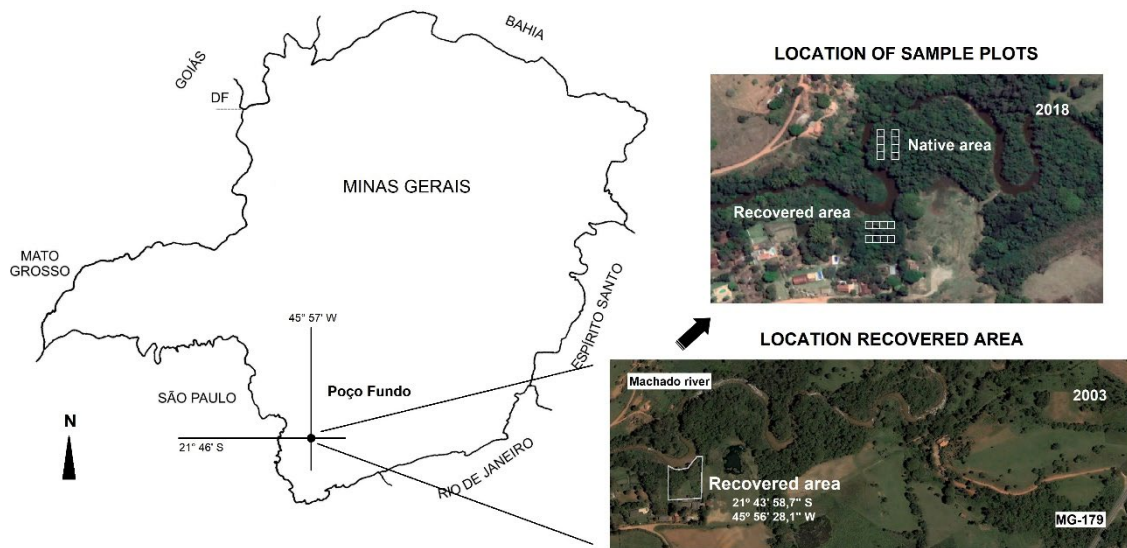 BAHIA
GOIÁS
DF
MINAS GERAIS
MATO
GROSSO
ESPÍRITO SANTO
45° 57' W
SÃO PAULO
Poço Fundo
N
21° 46' S
RIO DE JANEIRO
LOCATION OF SAMPLE PLOTS
2018
Native area
Recovered area
LOCATION RECOVERED AREA
Machado river
2003
Recovered area
21º 43' 58,7" S
45º 56' 28,1" W
MG-179